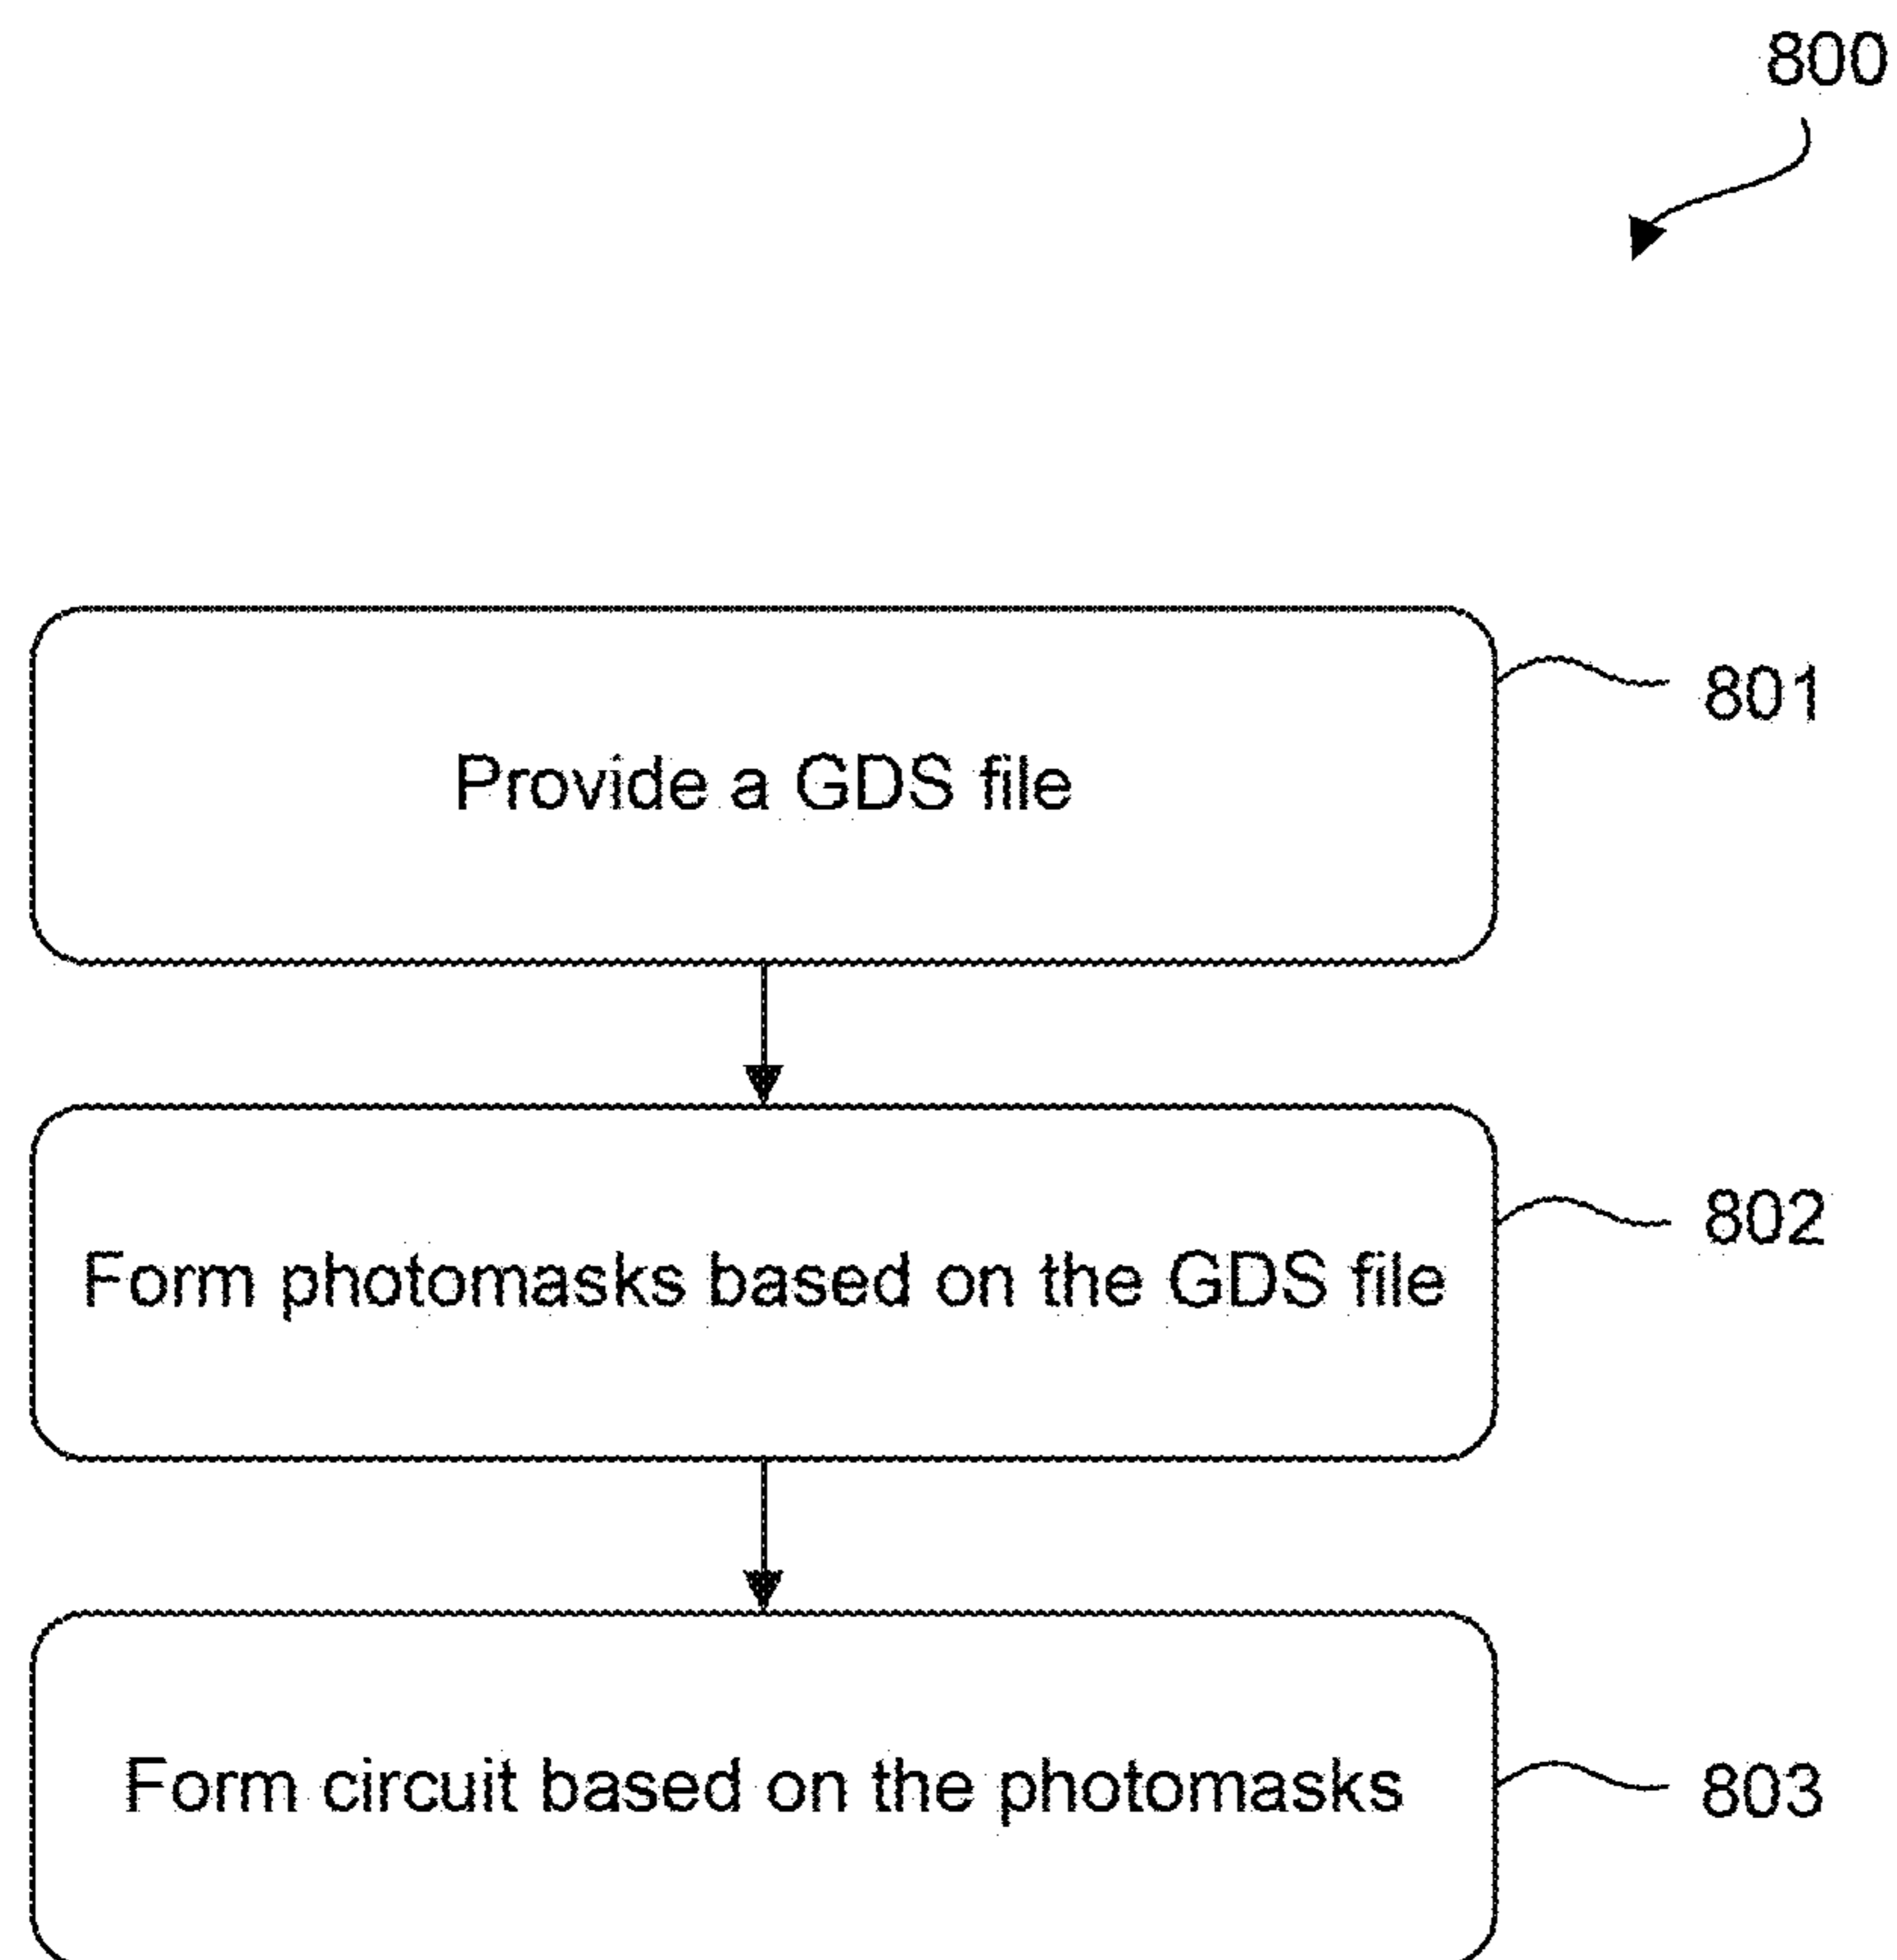 800
Provide a GDS file
801
Form photomasks based on the GDS file
802
Form circuit based on the photomasks
803